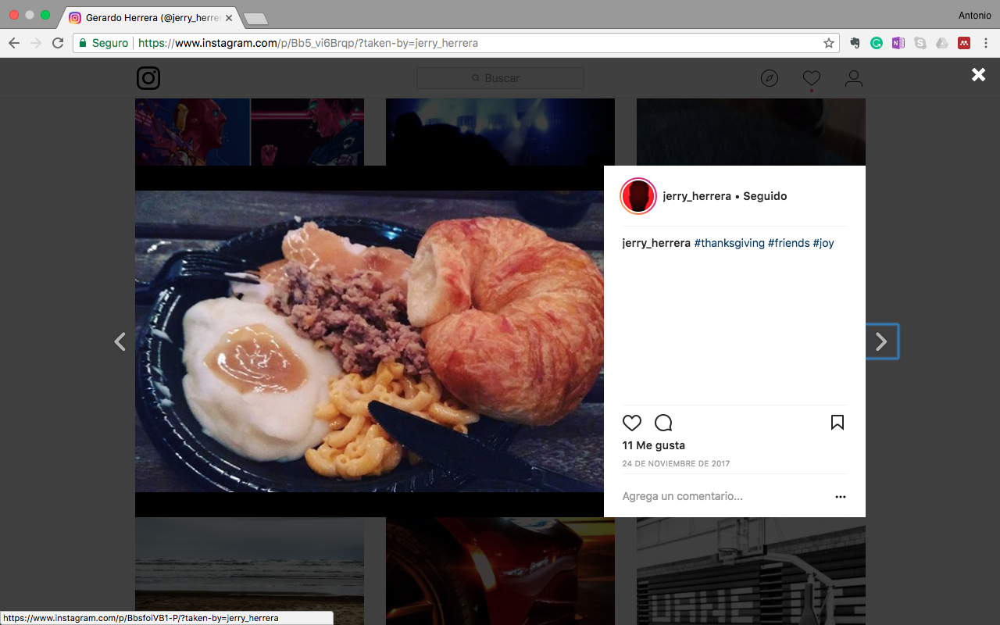 Gerardo Herrera (@jerry_herre
Antonio
Seguro https://www.instagram.com/p/Bb5_vi6Brqp/?taken-by=jerry_herrera
Buscar
jerry_herrera • Seguido
jerry_herrera #thanksgiving #friends #joy
11 Me gusta
24 DE NOVIEMBRE DE 2017
Agrega un comentario...
https://www.instagram.com/p/BbsfoiVB1-P/?taken-by=jerry_herrera